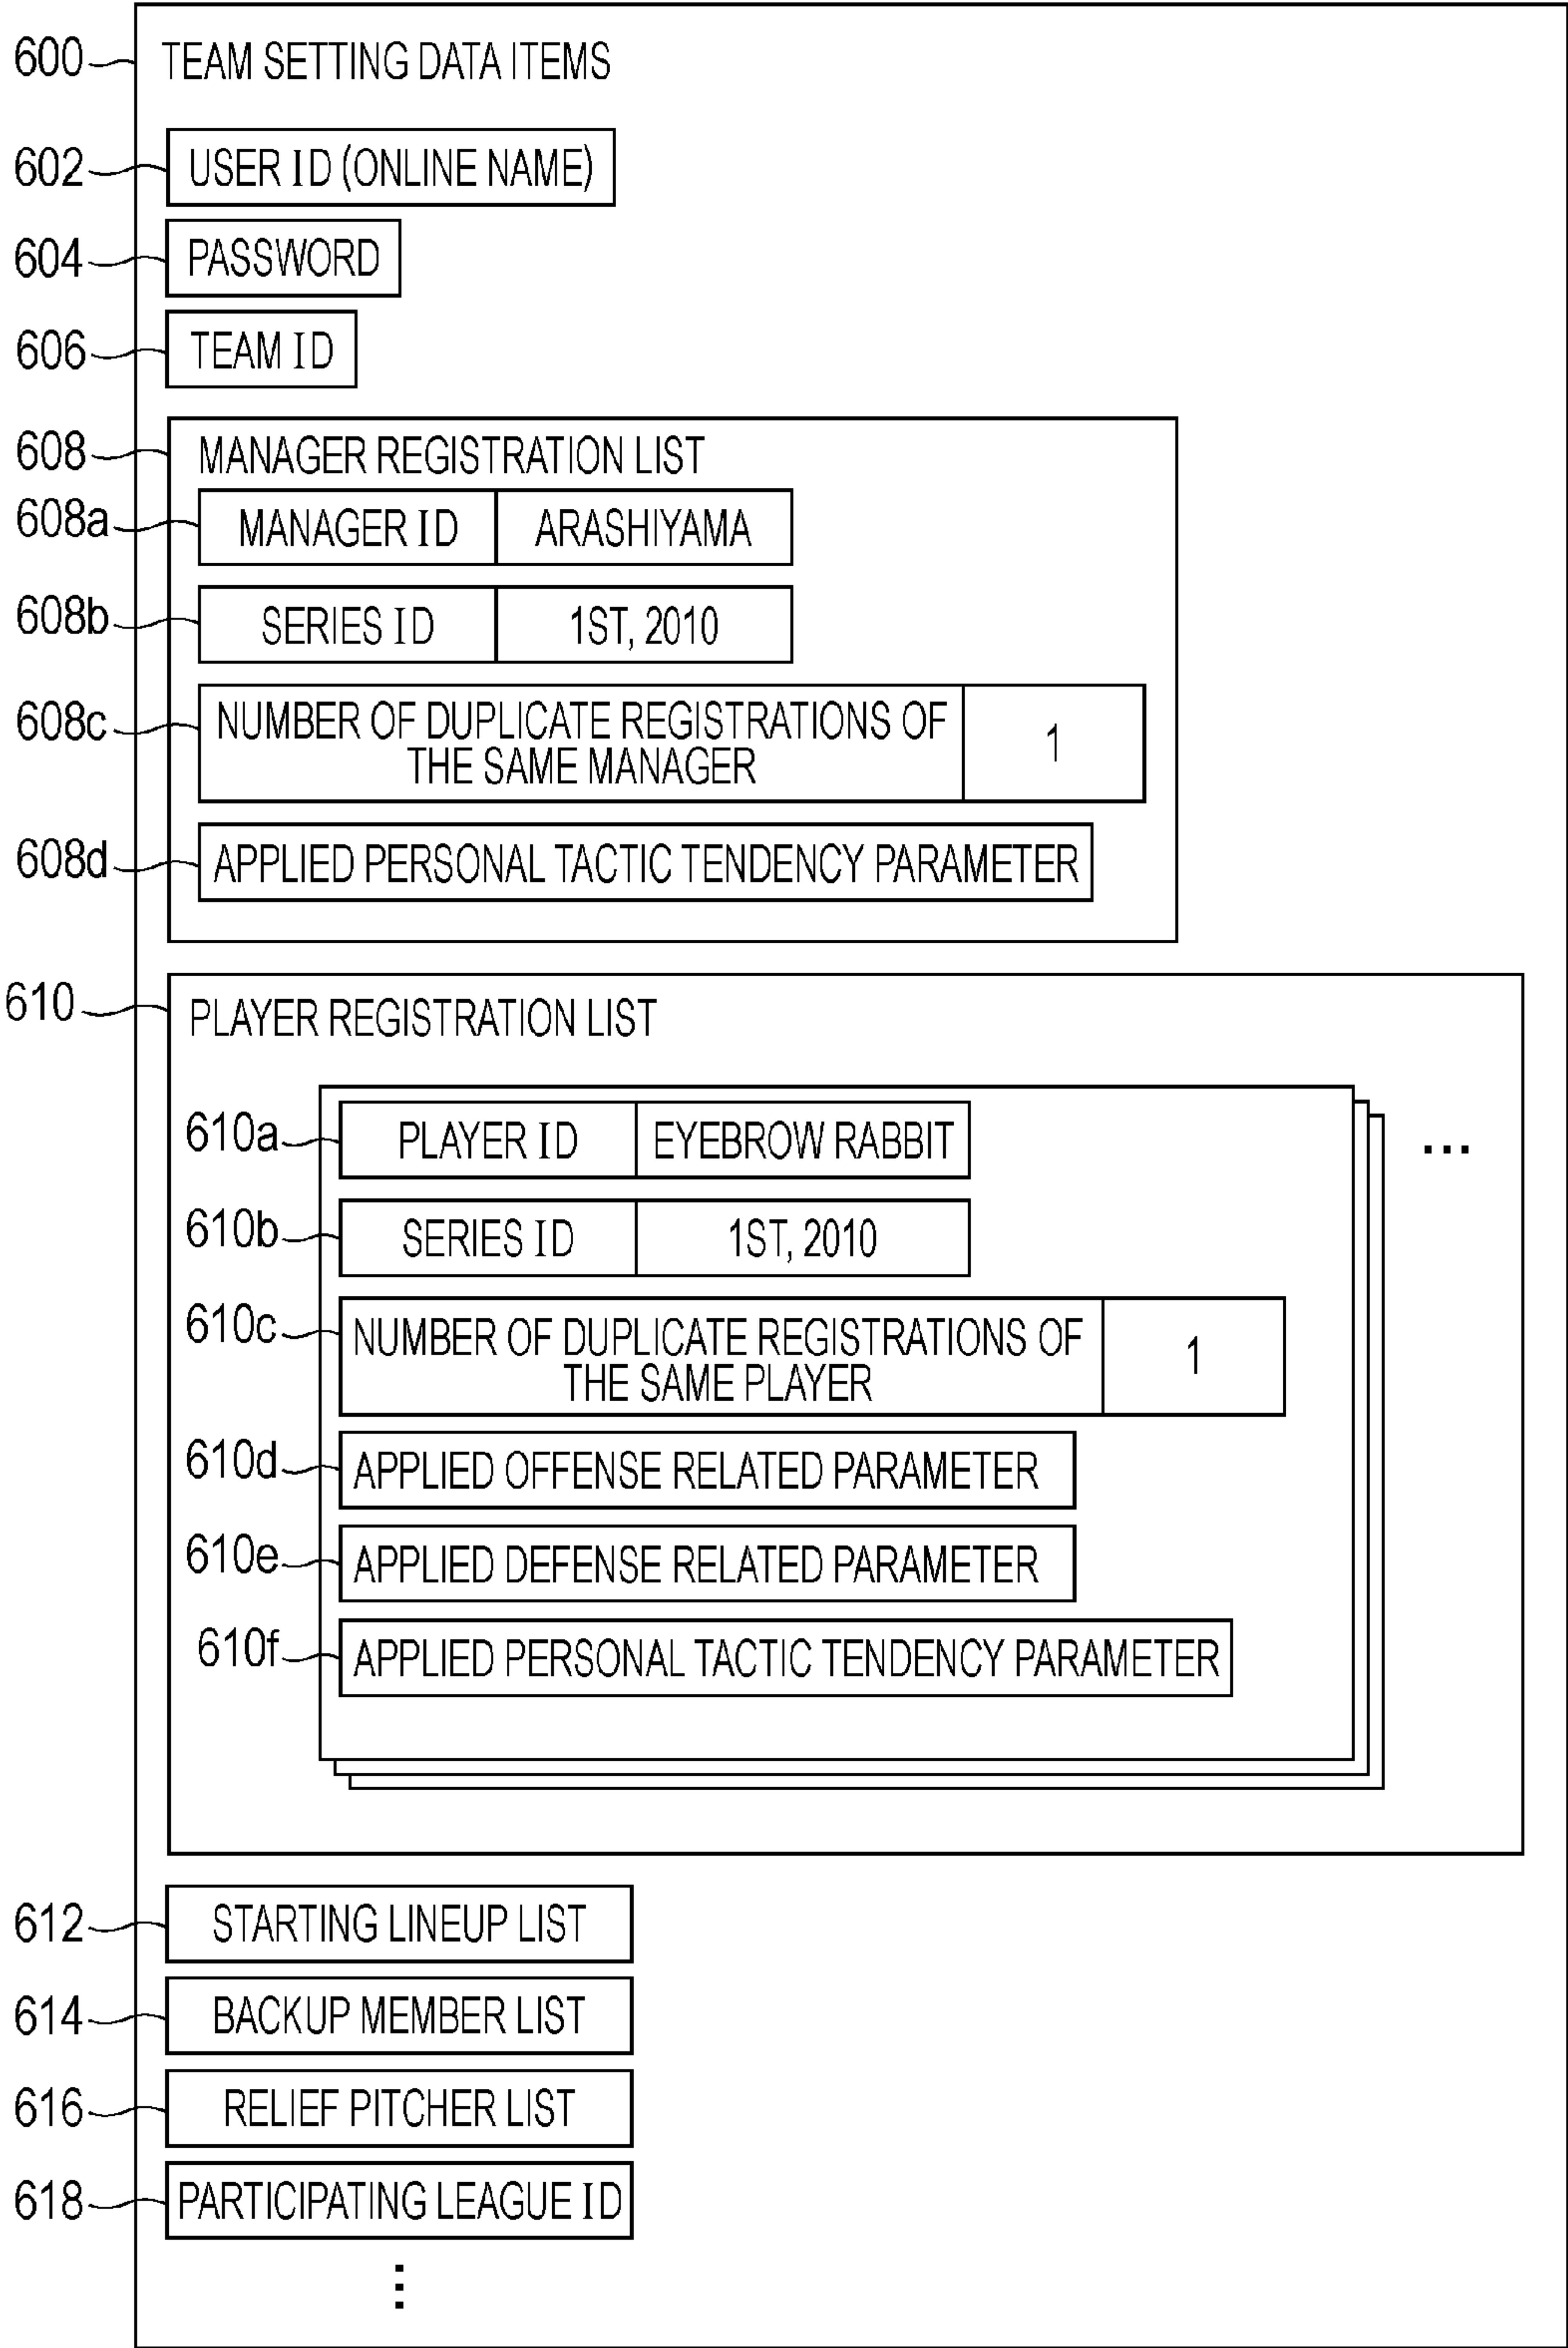 600 TEAM SETTING DATA ITEMS
602 USER ID (ONLINE NAME)
604 PASSWORD
606 TEAM ID
608 MANAGER REGISTRATION LIST
608a MANAGER ID ARASHIYAMA
608b SERIES ID 1ST, 2010
608c NUMBER OF DUPLICATE REGISTRATIONS OF
THE SAME MANAGER 1
608d APPLIED PERSONAL TACTIC TENDENCY PARAMETER
610 PLAYER REGISTRATION LIST
610a PLAYER ID EYEBROW RABBIT ...
610b SERIES ID 1ST, 2010
610c NUMBER OF DUPLICATE REGISTRATIONS OF
THE SAME PLAYER 1
610d APPLIED OFFENSE RELATED PARAMETER
610e APPLIED DEFENSE RELATED PARAMETER
610f APPLIED PERSONAL TACTIC TENDENCY PARAMETER
612 STARTING LINEUP LIST
614 BACKUP MEMBER LIST
616 RELIEF PITCHER LIST
618 PARTICIPATING LEAGUE ID
⋮